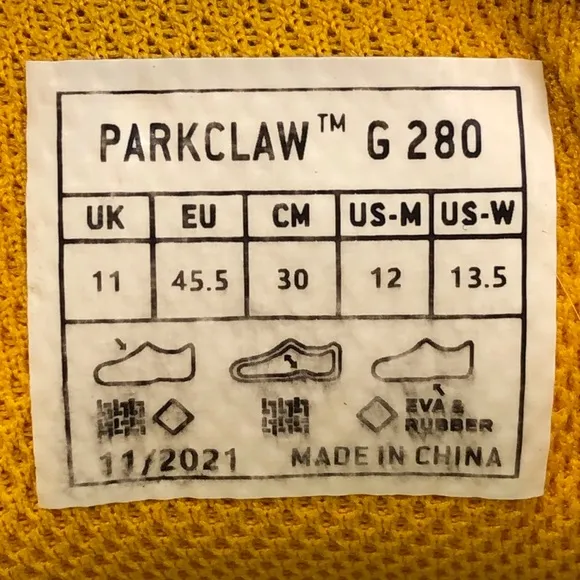 PARKCLAW™ G 280
UK EU CM US-M US-W
11 45.5 30 12 13.5
EVA &
RUBBER
11/2021 MADE IN CHINA